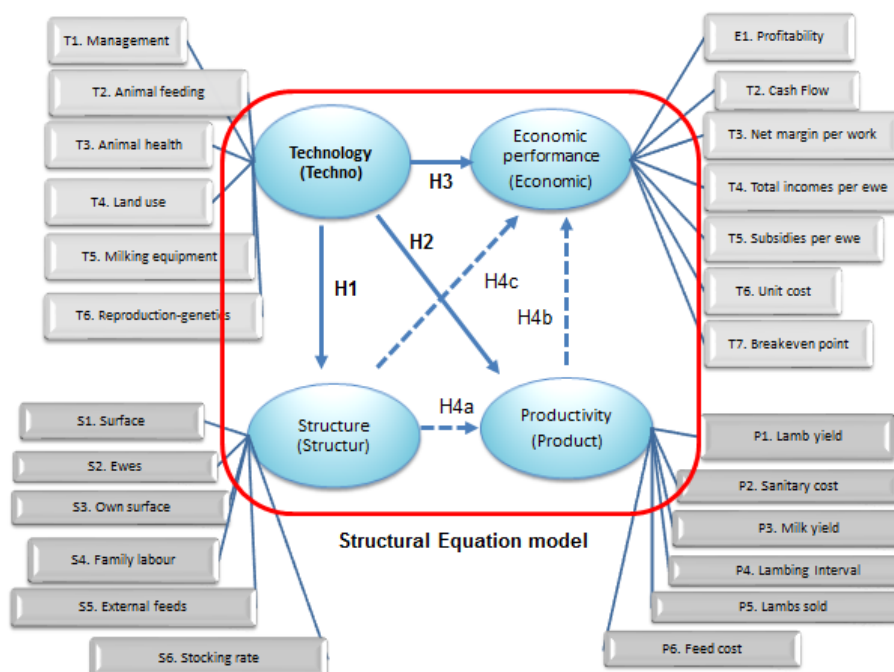 T1. Management
T2. Animal feeding
T3. Animal health
T4. Land use
T5. Milking equipment
T6. Reproduction-genetics
E1. Profitability
T2. Cash Flow
T3. Net margin per work
T4. Total incomes per ewe
T5. Subsidies per ewe
T6. Unit cost
T7. Breakeven point
Technology
(Techno)
Economic
performance
(Economic)
H3
H2
H1
H4c
H4b
H4a
Structure
(Structur)
Productivity
(Product)
Structural Equation model
S1. Surface
S2. Ewes
S3. Own surface
S4. Family labour
S5. External feeds
S6. Stocking rate
P1. Lamb yield
P2. Sanitary cost
P3. Milk yield
P4. Lambing Interval
P5. Lambs sold
P6. Feed cost